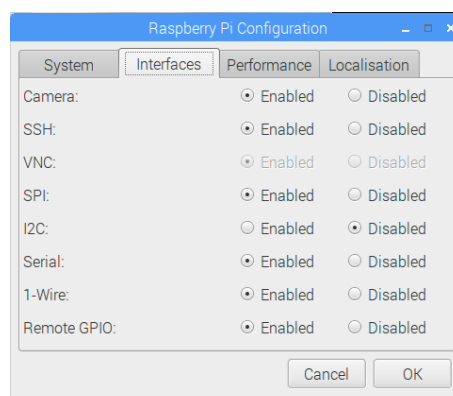 Raspberry Pi Configuration
System Interfaces Performance Localisation
Camera: Enabled Disabled
SSH: Enabled Disabled
VNC: Enabled Disabled
SPI: Enabled Disabled
I2C: Enabled Disabled
Serial: Enabled Disabled
1-Wire: Enabled Disabled
Remote GPIO: Enabled Disabled
Cancel OK